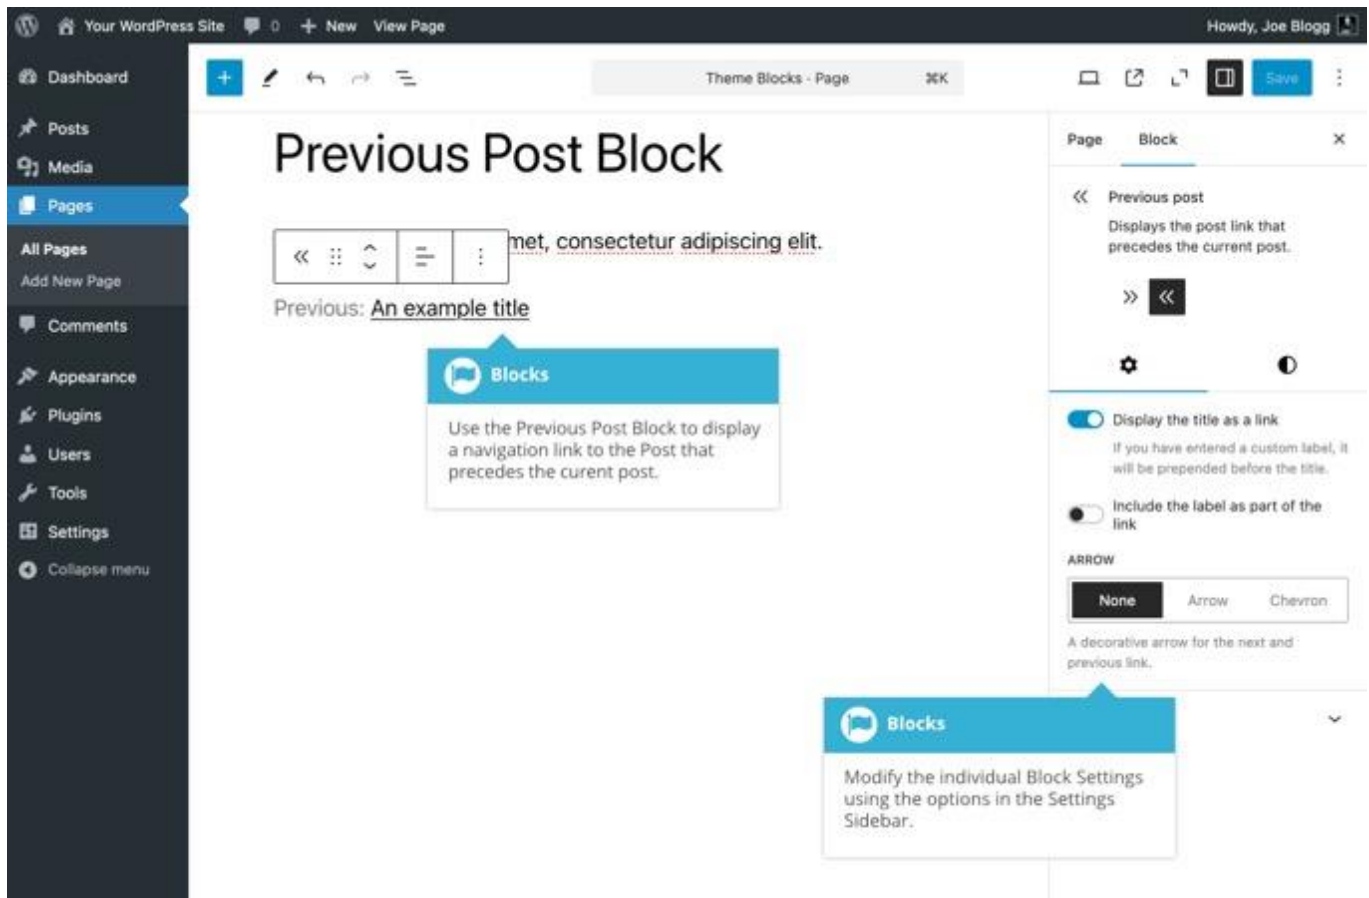 Your WordPress Site 0 + New View Page Howdy, Joe Blogg
Dashboard
Posts
Media
Pages
All Pages
Add New Page
Comments
Appearance
Plugins
Users
Tools
Settings
Collapse menu
Theme Blocks - Page ⌘K
Save
Previous Post Block
met, consectetur adipiscing elit.
Previous: An example title
Blocks
Use the Previous Post Block to display
a navigation link to the Post that
precedes the curent post.
Page Block
Previous post
Displays the post link that
precedes the current post.
Display the title as a link
If you have entered a custom label, it
will be prepended before the title.
Include the label as part of the
link
ARROW
None Arrow Chevron
A decorative arrow for the next and
previous link.
Blocks
Modify the individual Block Settings
using the options in the Settings
Sidebar.